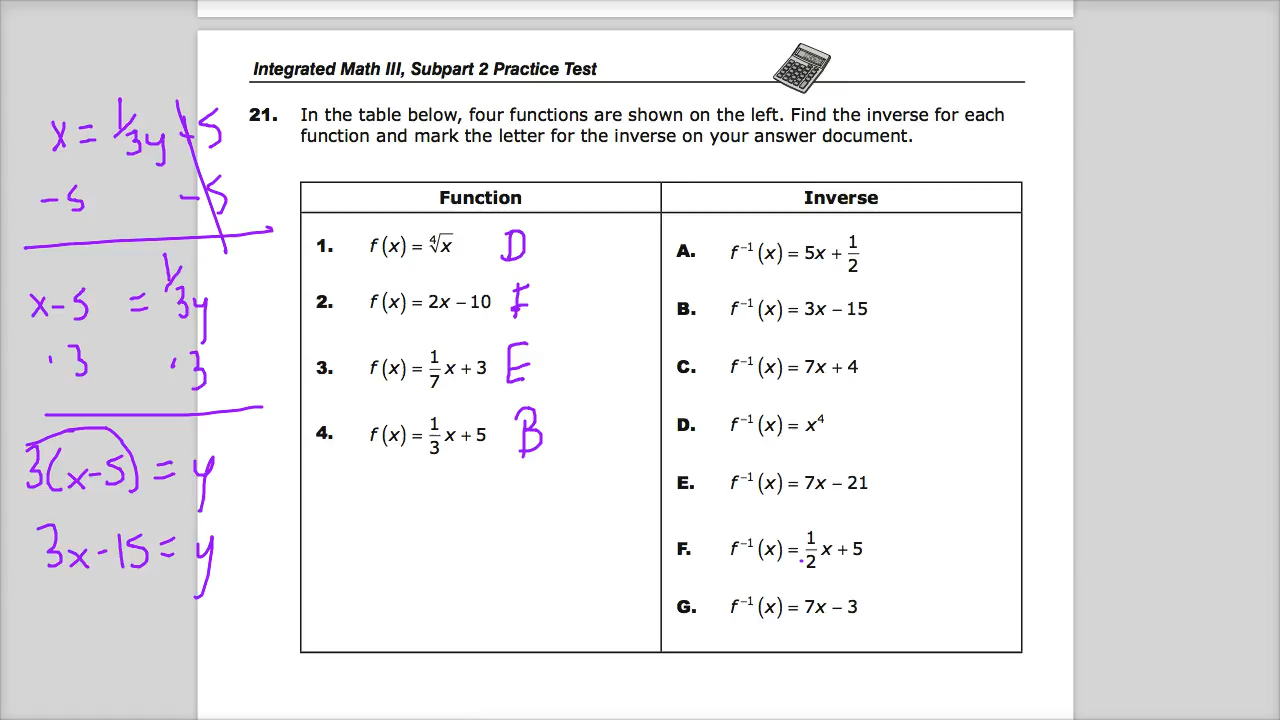 Integrated Math III, Subpart 2 Practice Test
21. In the table below, four functions are shown on the left. Find the inverse for each
function and mark the letter for the inverse on your answer document.
x = 1/3y + 5
-5 -5
x - 5 = 1/3y
· 3 · 3
3(x-5) = y
3x-15 = y
Function
1. f(x) = ∜x D
2. f(x) = 2x − 10 F
3. f(x) = 1/7 x + 3 E
4. f(x) = 1/3 x + 5 B
Inverse
A. f⁻¹(x) = 5x + 1/2
B. f⁻¹(x) = 3x − 15
C. f⁻¹(x) = 7x + 4
D. f⁻¹(x) = x⁴
E. f⁻¹(x) = 7x − 21
F. f⁻¹(x) = 1/2 x + 5
G. f⁻¹(x) = 7x − 3